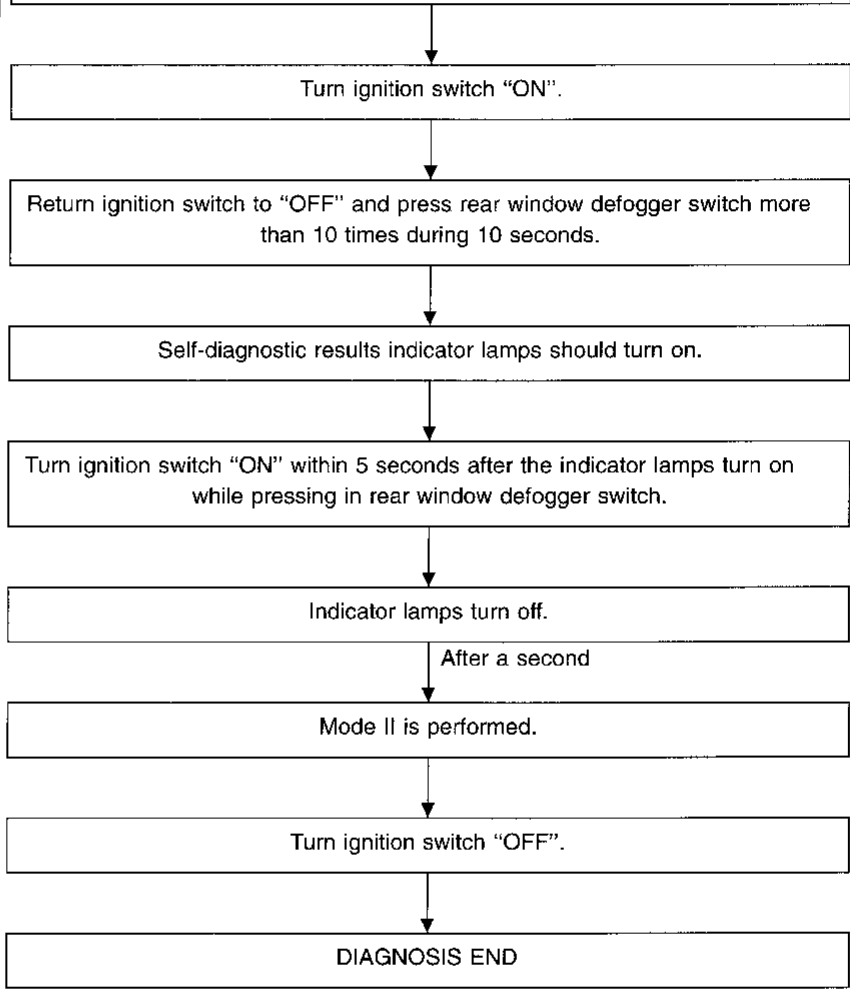 Turn ignition switch “ON”.
Return ignition switch to “OFF” and press rear window defogger switch more
than 10 times during 10 seconds.
Self-diagnostic results indicator lamps should turn on.
Turn ignition switch “ON” within 5 seconds after the indicator lamps turn on
while pressing in rear window defogger switch.
Indicator lamps turn off.
After a second
Mode II is performed.
Turn ignition switch “OFF”.
DIAGNOSIS END